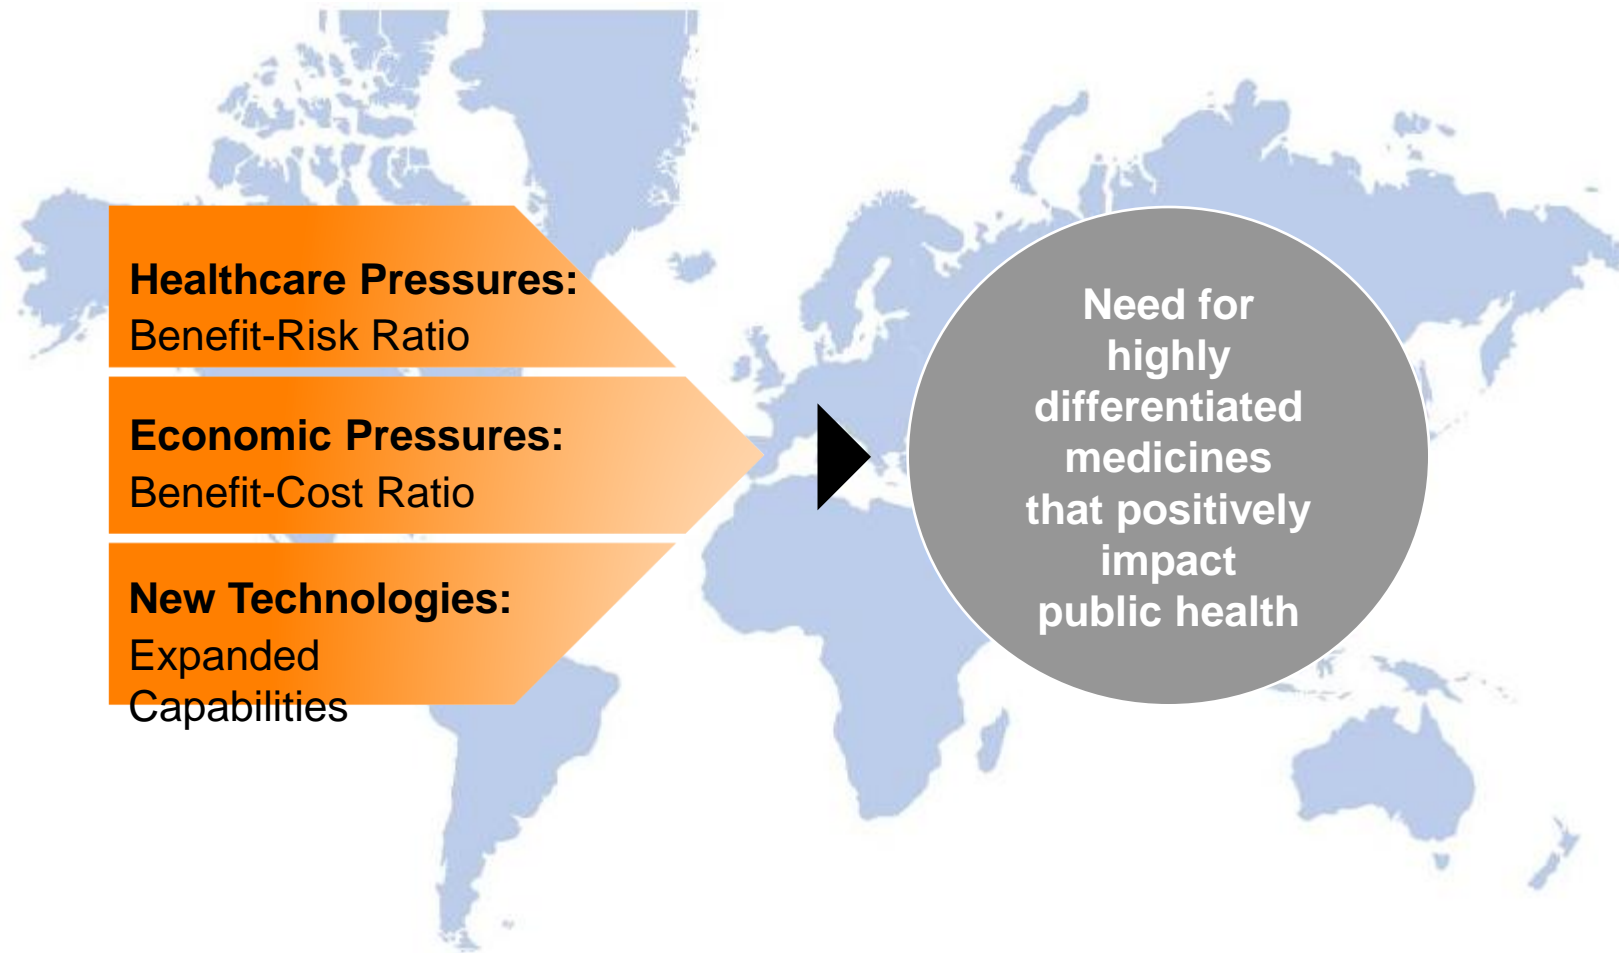 Healthcare Pressures:
Benefit-Risk Ratio
Economic Pressures:
Benefit-Cost Ratio
New Technologies:
Expanded
Capabilities
Need for
highly
differentiated
medicines
that positively
impact
public health